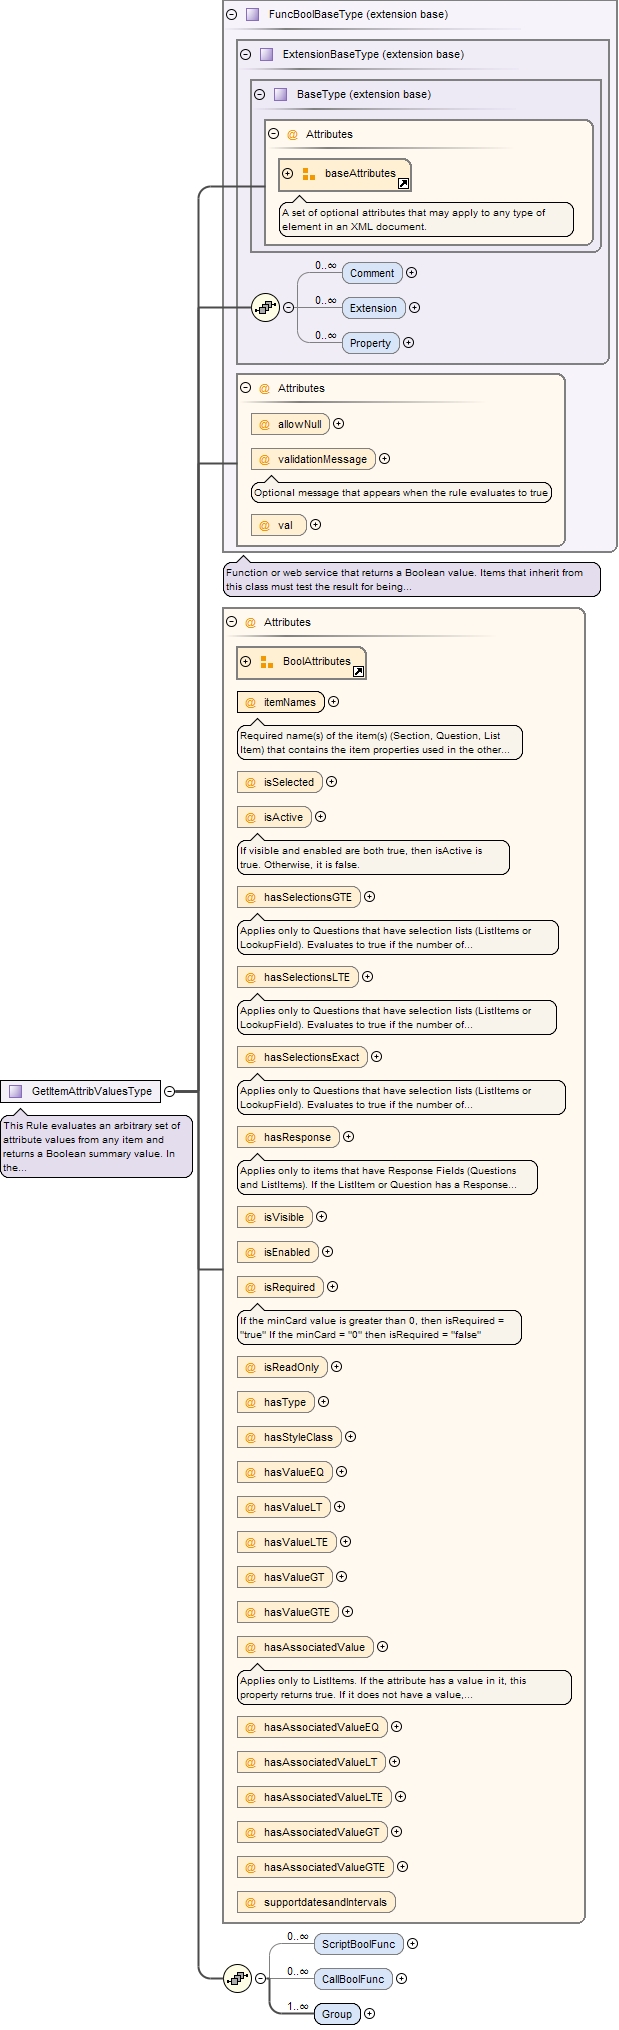 FuncBoolBaseType (extension base)
ExtensionBaseType (extension base)
BaseType (extension base)
@ Attributes
baseAttributes
A set of optional attributes that may apply to any type of
element in an XML document.
0..∞
Comment
0..∞
Extension
0..∞
Property
@ Attributes
@ allowNull
@ validationMessage
Optional message that appears when the rule evaluates to true
@ val
Function or web service that returns a Boolean value. Items that inherit from
this class must test the result for being...
@ Attributes
BoolAttributes
@ itemNames
Required name(s) of the item(s) (Section, Question, List
Item) that contains the item properties used in the other...
@ isSelected
@ isActive
If visible and enabled are both true, then isActive is
true. Otherwise, it is false.
@ hasSelectionsGTE
Applies only to Questions that have selection lists (ListItems or
LookupField). Evaluates to true if the number of...
@ hasSelectionsLTE
Applies only to Questions that have selection lists (ListItems or
LookupField). Evaluates to true if the number of...
@ hasSelectionsExact
Applies only to Questions that have selection lists (ListItems or
LookupField). Evaluates to true if the number of...
GetItemAttribValuesType
This Rule evaluates an arbitrary set of
attribute values from any item and
returns a Boolean summary value. In
the...
@ hasResponse
Applies only to items that have Response Fields (Questions
and ListItems). If the ListItem or Question has a Response...
@ isVisible
@ isEnabled
@ isRequired
If the minCard value is greater than 0, then isRequired =
"true" If the minCard = "0" then isRequired = "false"
@ isReadOnly
@ hasType
@ hasStyleClass
@ hasValueEQ
@ hasValueLT
@ hasValueLTE
@ hasValueGT
@ hasValueGTE
@ hasAssociatedValue
Applies only to ListItems. If the attribute has a value in it, this
property returns true. If it does not have a value,...
@ hasAssociatedValueEQ
@ hasAssociatedValueLT
@ hasAssociatedValueLTE
@ hasAssociatedValueGT
@ hasAssociatedValueGTE
@ supportdatesandIntervals
0..∞
ScriptBoolFunc
0..∞
CallBoolFunc
1..∞
Group